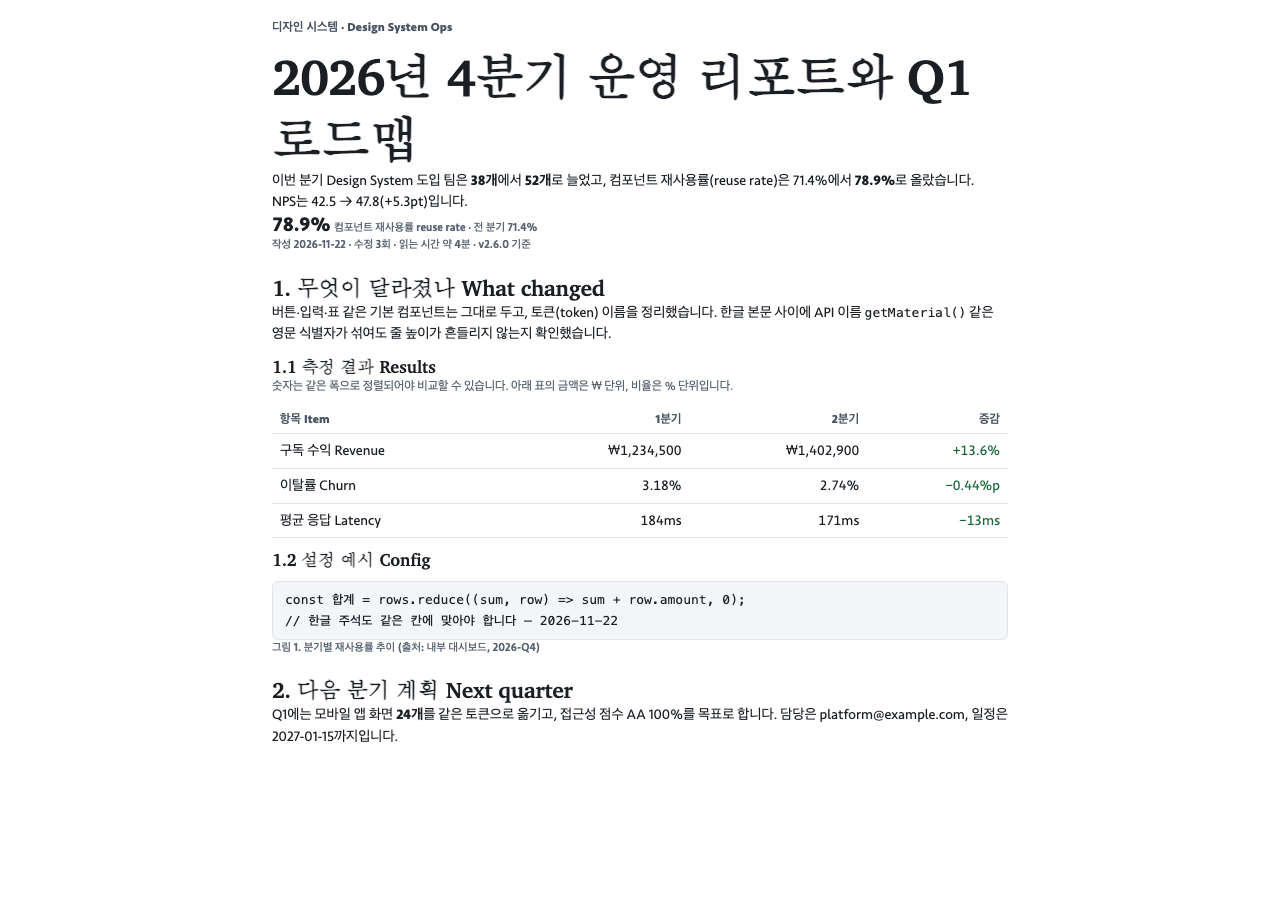 디자인 시스템 · Design System Ops
2026년 4분기 운영 리포트와 Q1
로드맵
이번 분기 Design System 도입 팀은 38개에서 52개로 늘었고, 컴포넌트 재사용률(reuse rate)은 71.4%에서 78.9%로 올랐습니다.
NPS는 42.5 → 47.8(+5.3pt)입니다.
78.9% 컴포넌트 재사용률 reuse rate · 전 분기 71.4%
작성 2026-11-22 · 수정 3회 · 읽는 시간 약 4분 · v2.6.0 기준
1. 무엇이 달라졌나 What changed
버튼·입력·표 같은 기본 컴포넌트는 그대로 두고, 토큰(token) 이름을 정리했습니다. 한글 본문 사이에 API 이름 getMaterial() 같은
영문 식별자가 섞여도 줄 높이가 흔들리지 않는지 확인했습니다.
1.1 측정 결과 Results
숫자는 같은 폭으로 정렬되어야 비교할 수 있습니다. 아래 표의 금액은 ₩ 단위, 비율은 % 단위입니다.
항목 Item 1분기 2분기 증감
구독 수익 Revenue ₩1,234,500 ₩1,402,900 +13.6%
이탈률 Churn 3.18% 2.74% −0.44%p
평균 응답 Latency 184ms 171ms −13ms
1.2 설정 예시 Config
const 합계 = rows.reduce((sum, row) => sum + row.amount, 0);
// 한글 주석도 같은 칸에 맞아야 합니다 — 2026-11-22
그림 1. 분기별 재사용률 추이 (출처: 내부 대시보드, 2026-Q4)
2. 다음 분기 계획 Next quarter
Q1에는 모바일 앱 화면 24개를 같은 토큰으로 옮기고, 접근성 점수 AA 100%를 목표로 합니다. 담당은 platform@example.com, 일정은
2027-01-15까지입니다.